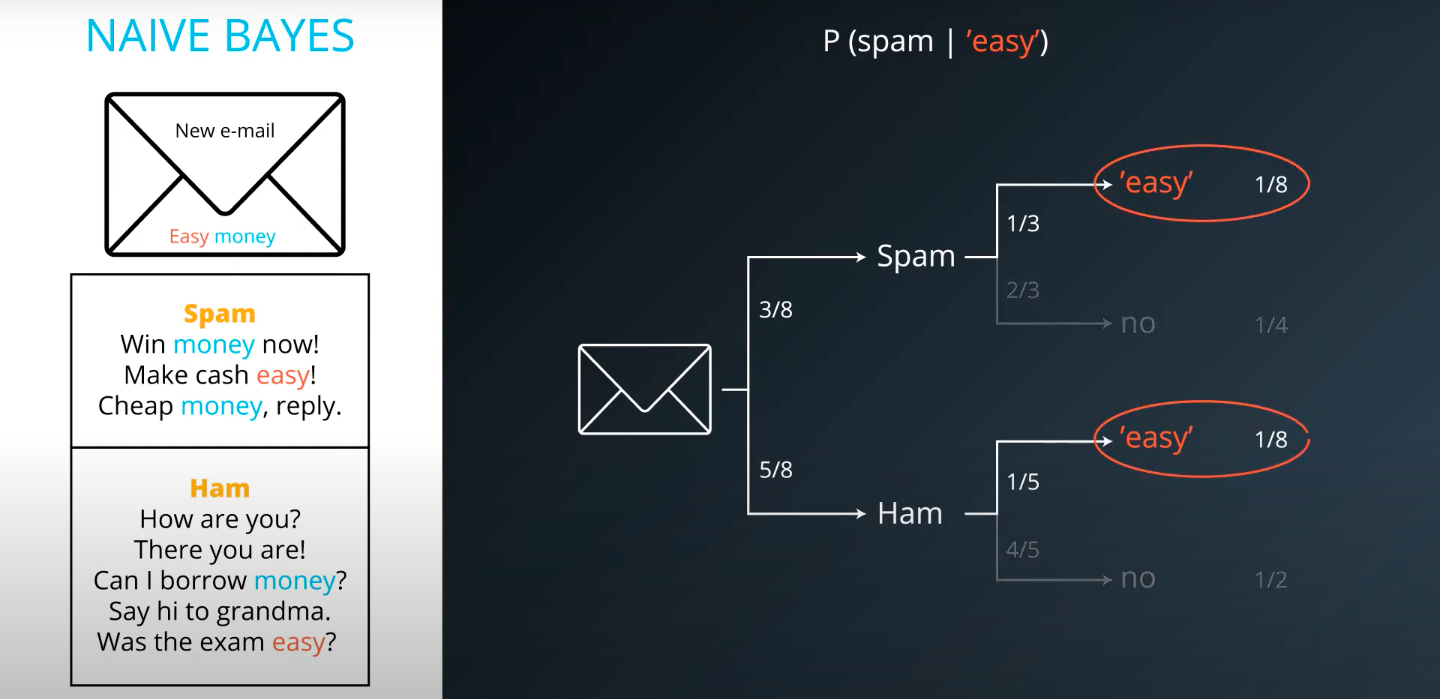 NAIVE BAYES
New e-mail
Easy money
Spam
Win money now!
Make cash easy!
Cheap money, reply.
Ham
How are you?
There you are!
Can I borrow money?
Say hi to grandma.
Was the exam easy?
P (spam | 'easy')
'easy' 1/8
1/3
Spam
2/3
3/8
no 1/4
'easy' 1/8
5/8
1/5
Ham
4/5
no 1/2